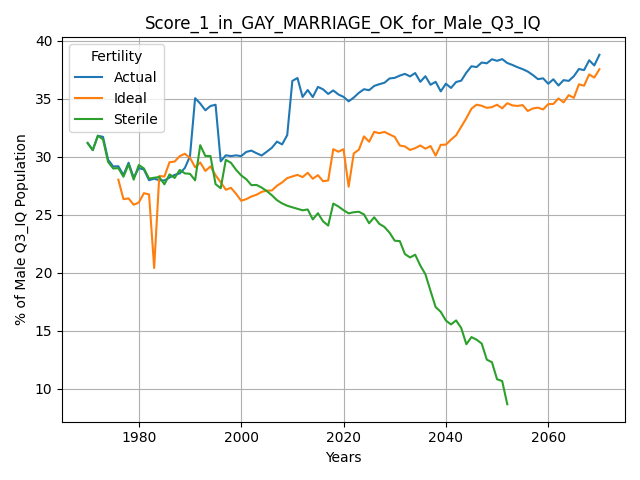 Score_1_in_GAY_MARRIAGE_OK_for_Male_Q3_IQ
Fertility
Actual
Ideal
Sterile
% of Male Q3_IQ Population
40
35
30
25
20
15
10
1980
2000
2020
2040
2060
Years